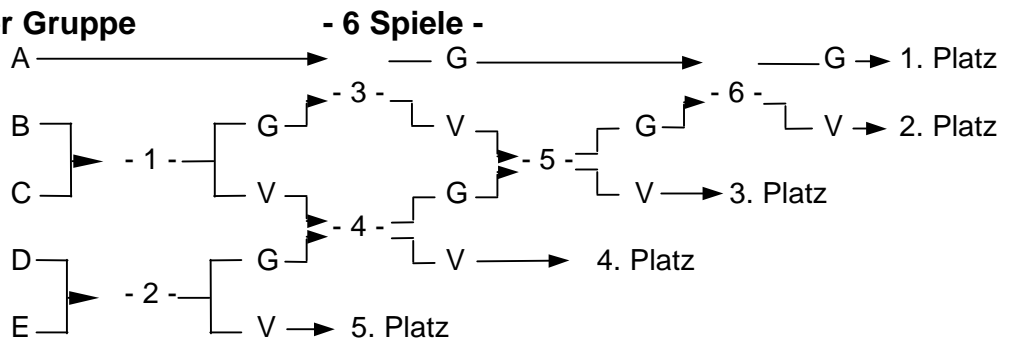 r Gruppe - 6 Spiele -
A G G 1. Platz
- 3 - - 6 -
B G V G V 2. Platz
- 1 - - 5 -
C V G V 3. Platz
- 4 -
D G V 4. Platz
- 2 -
E V 5. Platz